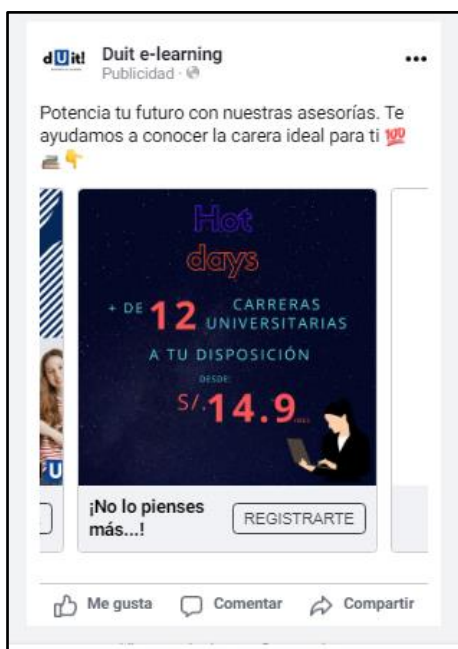 dUit!
Duit e-learning
Publicidad ·
Potencia tu futuro con nuestras asesorías. Te
ayudamos a conocer la carera ideal para ti 💯
📚👇
Hot
days
+ DE 12 CARRERAS
UNIVERSITARIAS
A TU DISPOSICIÓN
DESDE:
S/.14.9
U
¡No lo pienses
más...!
REGISTRARTE
Me gusta
Comentar
Compartir